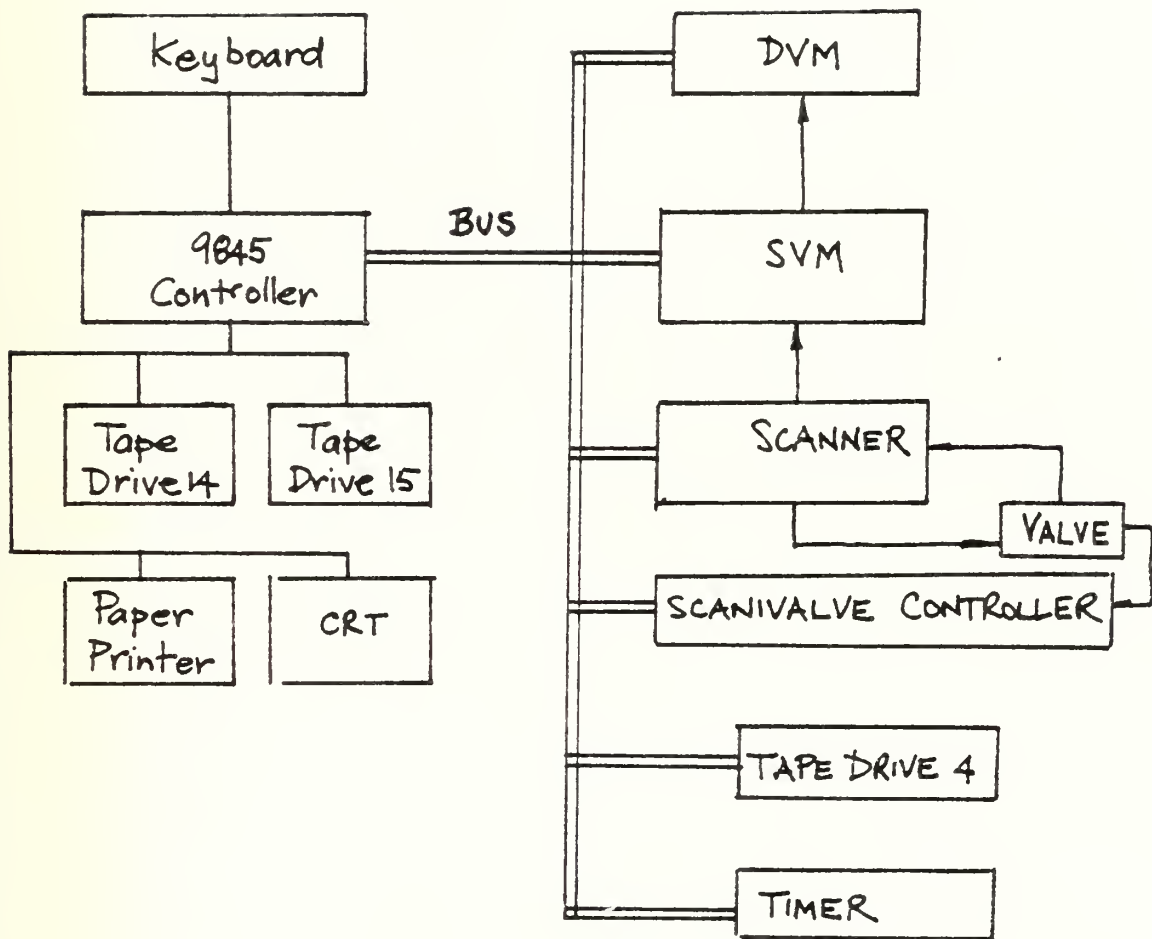 Keyboard
DVM
BUS
9845
Controller
SVM
Tape
Drive 14
Tape
Drive 15
SCANNER
VALVE
Paper
Printer
CRT
SCANIVALVE CONTROLLER
TAPE DRIVE 4
TIMER